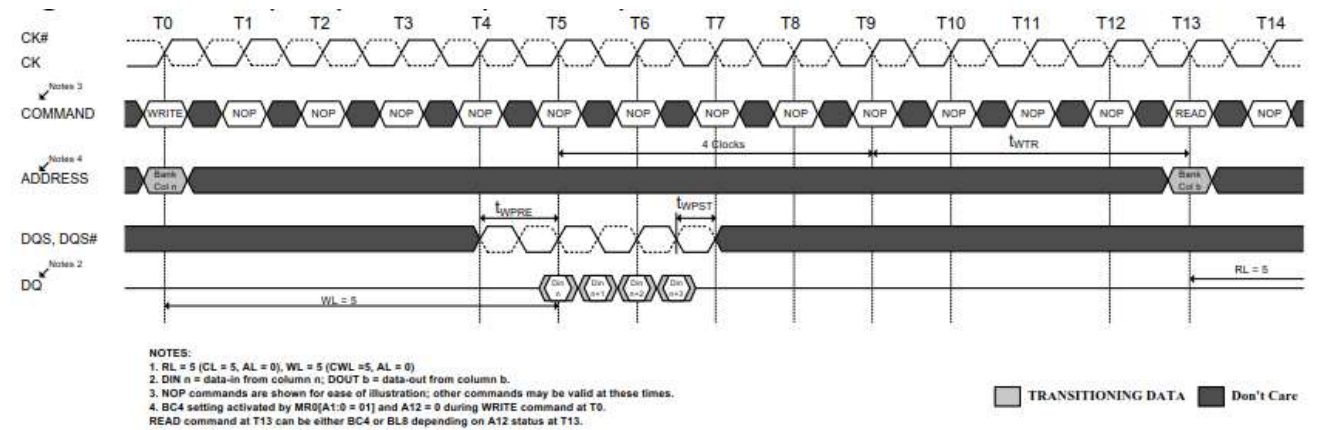 T0 T1 T2 T3 T4 T5 T6 T7 T8 T9 T10 T11 T12 T13 T14
CK#
CK
Notes 3
COMMAND WRITE NOP NOP NOP NOP NOP NOP NOP NOP NOP NOP NOP NOP READ NOP
4 Clocks tWTR
Notes 4
ADDRESS Bank Col n Bank Col b
tWPRE tWPST
DQS, DQS#
Notes 2
DQ Din n Din n+1 Din n+2 Din n+3 RL = 5
WL = 5
NOTES:
1. RL = 5 (CL = 5, AL = 0), WL = 5 (CWL =5, AL = 0)
2. DIN n = data-in from column n; DOUT b = data-out from column b.
3. NOP commands are shown for ease of illustration; other commands may be valid at these times.
4. BC4 setting activated by MR0[A1:0 = 01] and A12 = 0 during WRITE command at T0.
READ command at T13 can be either BC4 or BL8 depending on A12 status at T13.
TRANSITIONING DATA Don't Care